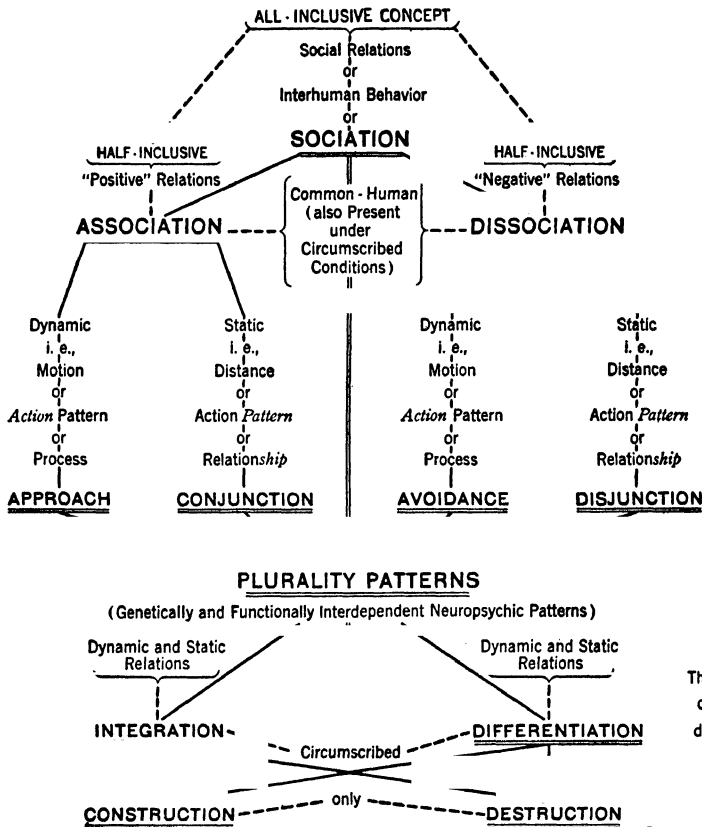 ALL-INCLUSIVE CONCEPT
Social Relations
or
Interhuman Behavior
or
SOCIATION
HALF-INCLUSIVE
"Positive" Relations
ASSOCIATION
Common-Human
(also Present
under
Circumscribed
Conditions)
HALF-INCLUSIVE
"Negative" Relations
DISSOCIATION
Dynamic
i. e.,
Motion
or
Action Pattern
or
Process
APPROACH
Static
i. e.,
Distance
or
Action Pattern
or
Relationship
CONJUNCTION
Dynamic
i. e.,
Motion
or
Action Pattern
or
Process
AVOIDANCE
Static
i. e.,
Distance
or
Action Pattern
or
Relationship
DISJUNCTION
PLURALITY PATTERNS
(Genetically and Functionally Interdependent Neuropsychic Patterns)
Dynamic and Static
Relations
INTEGRATION
Dynamic and Static
Relations
DIFFERENTIATION
Circumscribed
only
CONSTRUCTION
DESTRUCTION